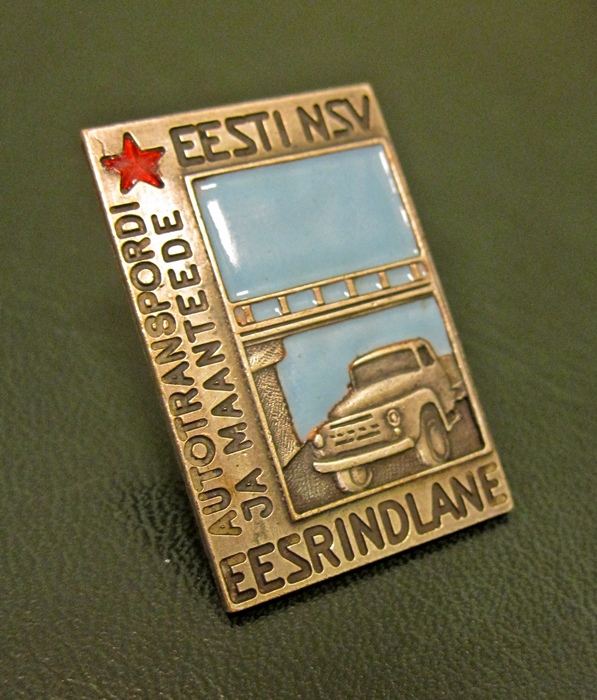 EESTI NSV
AUTOTRANSPORDI
JA MAANTEEDE
EESRINDLANE